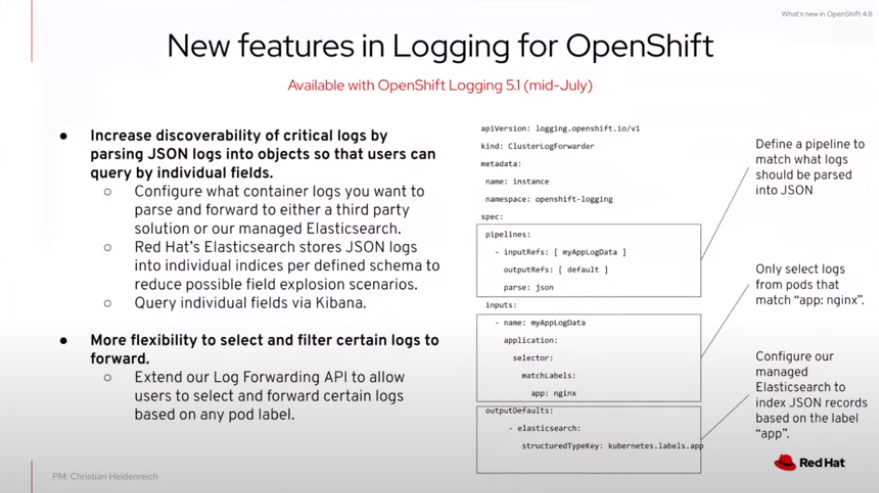 What's new in OpenShift 4.8
New features in Logging for OpenShift
Available with OpenShift Logging 5.1 (mid-July)
● Increase discoverability of critical logs by
parsing JSON logs into objects so that users can
query by individual fields.
○ Configure what container logs you want to
parse and forward to either a third party
solution or our managed Elasticsearch.
○ Red Hat's Elasticsearch stores JSON logs
into individual indices per defined schema to
reduce possible field explosion scenarios.
○ Query individual fields via Kibana.
● More flexibility to select and filter certain logs to
forward.
○ Extend our Log Forwarding API to allow
users to select and forward certain logs
based on any pod label.
apiVersion: logging.openshift.io/v1
kind: ClusterLogForwarder
metadata:
name: instance
namespace: openshift-logging
spec:
pipelines:
- inputRefs: [ myAppLogData ]
outputRefs: [ default ]
parse: json
inputs:
- name: myAppLogData
application:
selector:
matchLabels:
app: nginx
outputDefaults:
- elasticsearch:
structuredTypeKey: kubernetes.labels.app
Define a pipeline to
match what logs
should be parsed
into JSON
Only select logs
from pods that
match “app: nginx”.
Configure our
managed
Elasticsearch to
index JSON records
based on the label
“app”.
Red Hat
PM: Christian Heidenreich